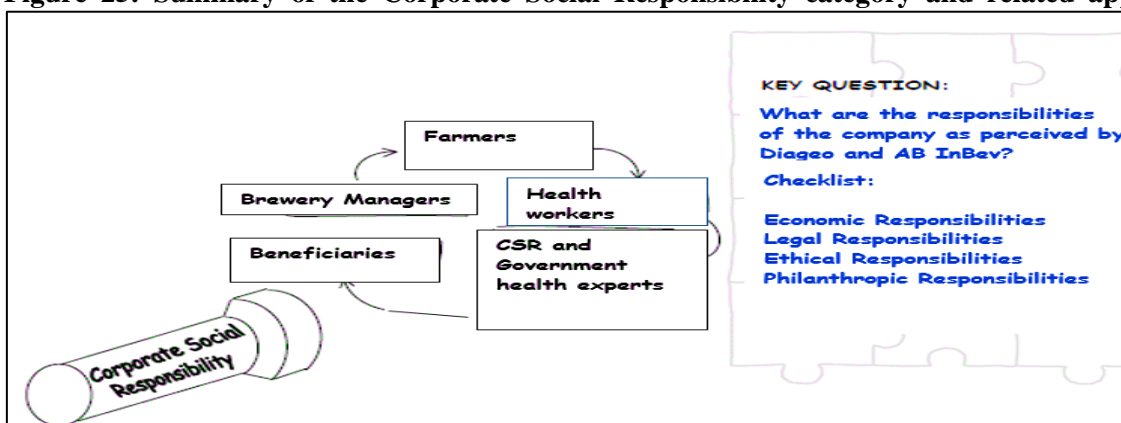 Figure 25: Summary of the Corporate Social Responsibility category and related
Farmers
Brewery Managers
Health
workers
Beneficiaries
CSR and
Government
health experts
Corporate Social
Responsibility
KEY QUESTION:
What are the responsibilities
of the company as perceived by
Diageo and AB InBev?
Checklist:
Economic Responsibilities
Legal Responsibilities
Ethical Responsibilities
Philanthropic Responsibilities